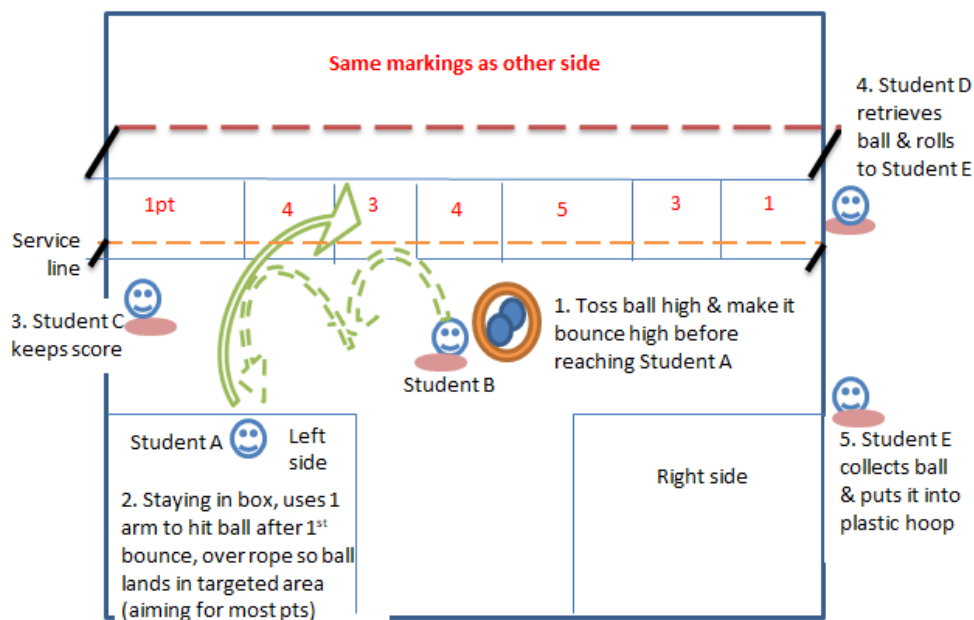 Same markings as other side
4. Student D
retrieves
ball & rolls
to Student E
1pt
4
3
4
5
3
1
Service
line
3. Student C
keeps score
1. Toss ball high & make it
bounce high before
reaching Student A
Student B
Student A
Left
side
2. Staying in box, uses 1
arm to hit ball after 1st
bounce, over rope so ball
lands in targeted area
(aiming for most pts)
Right side
5. Student E
collects ball
& puts it into
plastic hoop